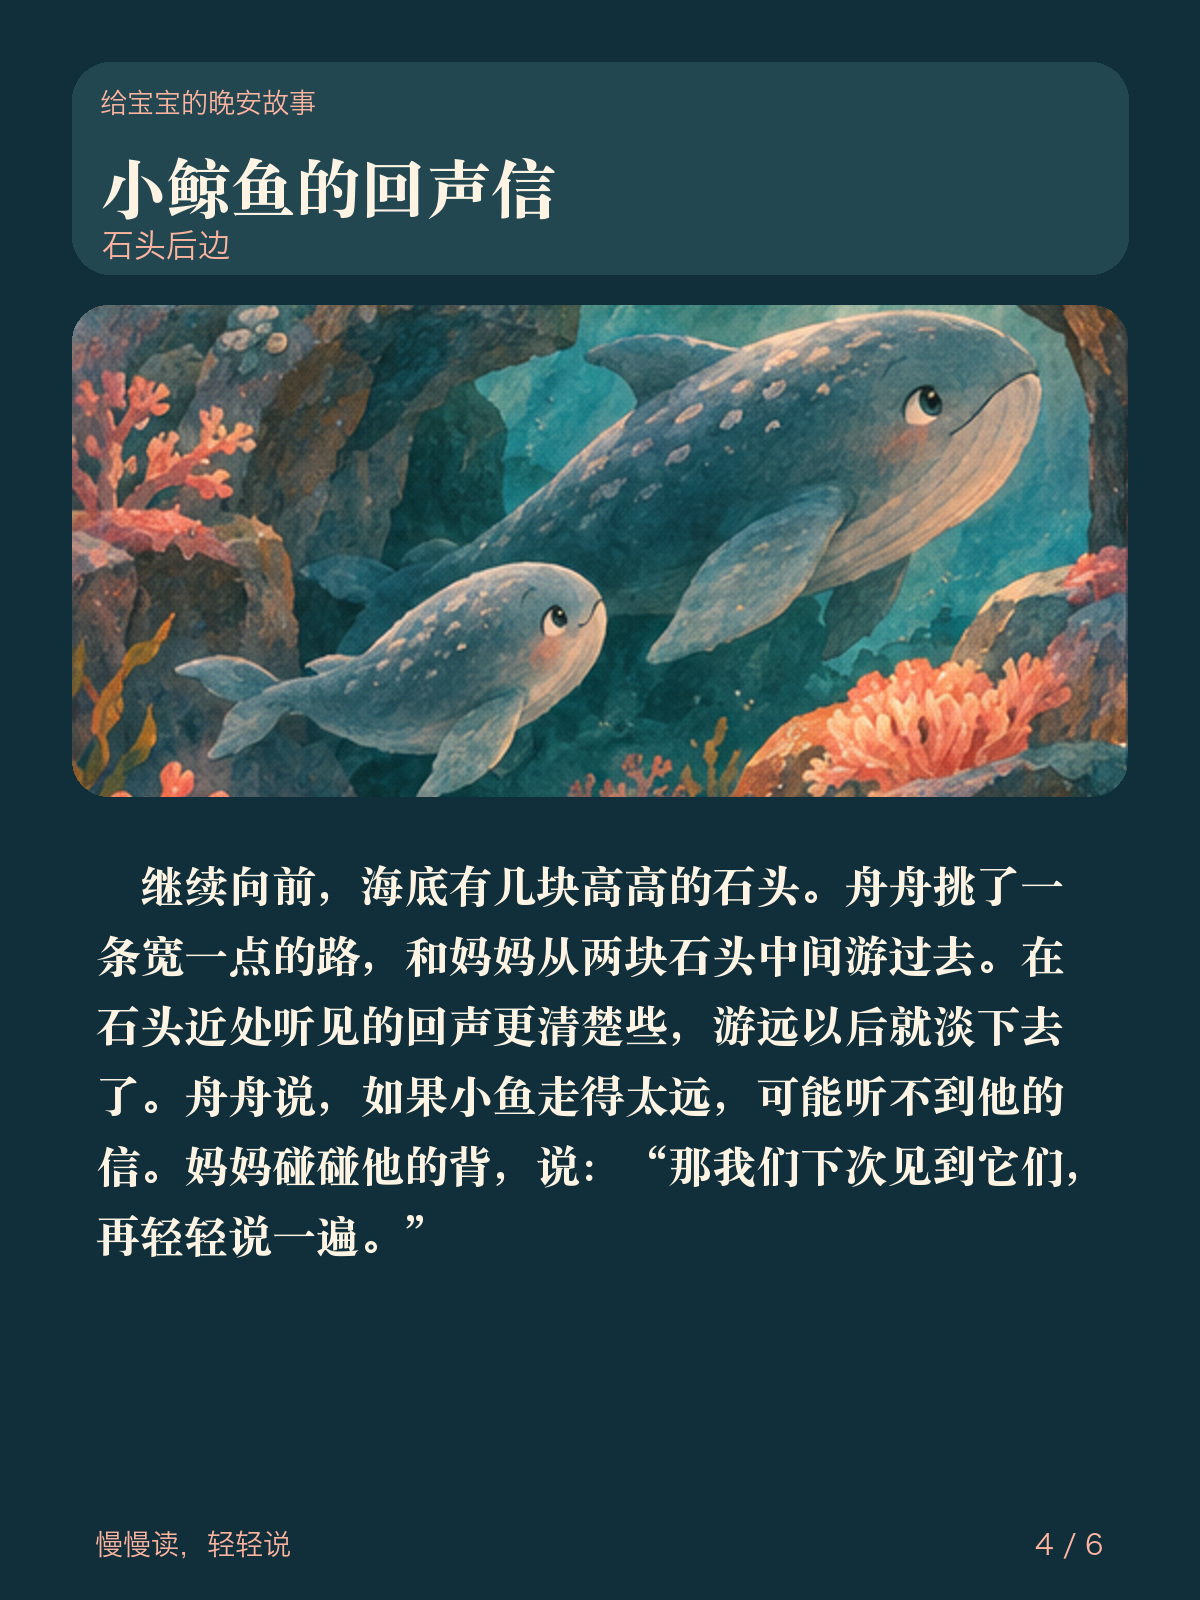 给宝宝的晚安故事
小鲸鱼的回声信
石头后边
继续向前，海底有几块高高的石头。舟舟挑了一
条宽一点的路，和妈妈从两块石头中间游过去。在
石头近处听见的回声更清楚些，游远以后就淡下去
了。舟舟说，如果小鱼走得太远，可能听不到他的
信。妈妈碰碰他的背，说：“那我们下次见到它们，
再轻轻说一遍。”
慢慢读，轻轻说
4 / 6